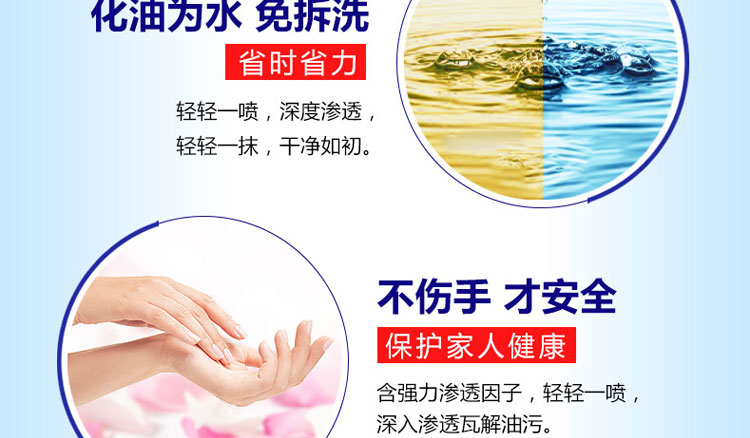 化油为水 免拆洗
省时省力
轻轻一喷，深度渗透，
轻轻一抹，干净如初。
不伤手 才安全
保护家人健康
含强力渗透因子，轻轻一喷，
深入渗透瓦解油污。